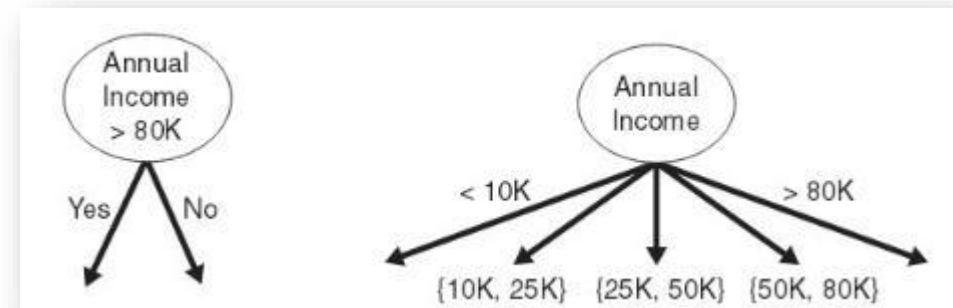 Annual
Income
> 80K
Yes
No
Annual
Income
< 10K
> 80K
{10K, 25K}
{25K, 50K}
{50K, 80K}